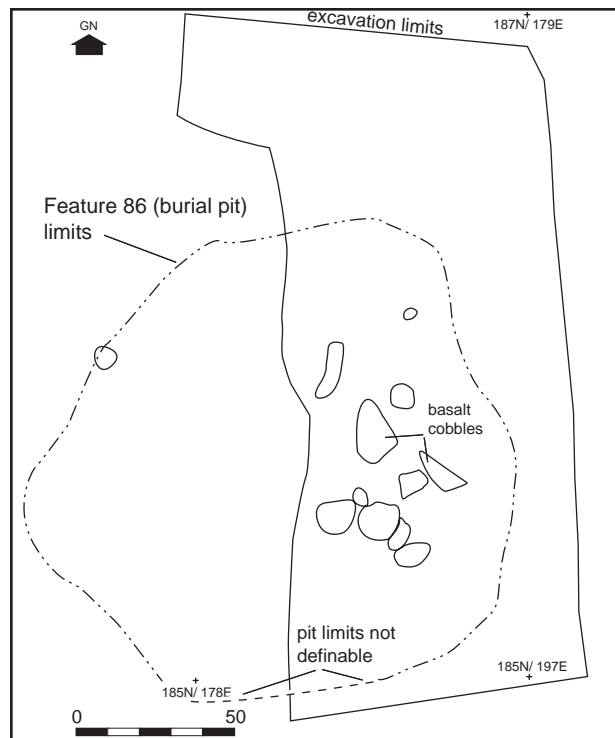 excavation limits
GN
187N/ 179E
Feature 86 (burial pit)
limits
basalt
cobbles
pit limits not
definable
185N/ 178E
185N/ 197E
0
50